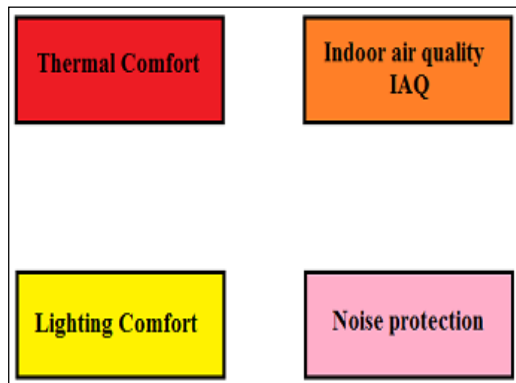 Thermal Comfort
Indoor air quality
IAQ
Lighting Comfort
Noise protection